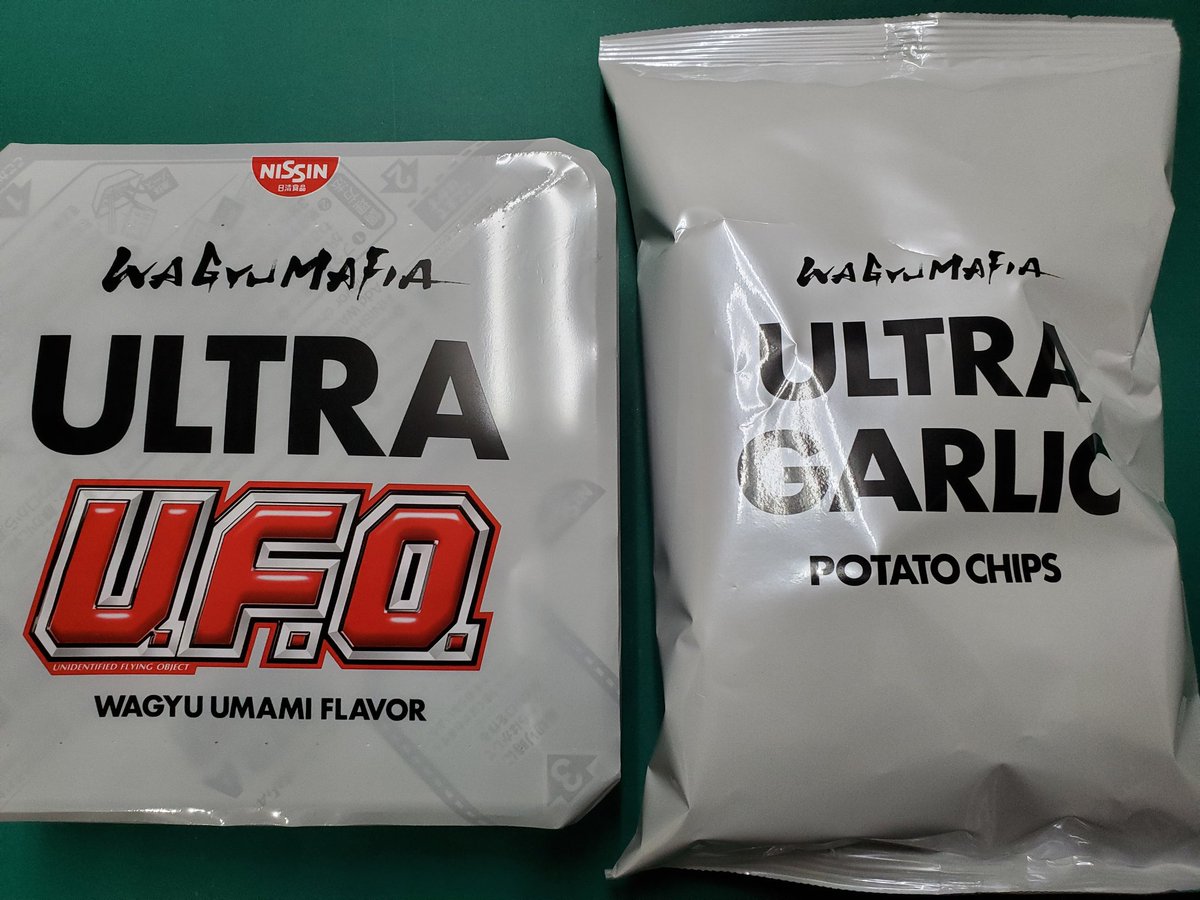 NISSIN
日清食品
WAGYUMAFIA
ULTRA
U.F.O.
UNIDENTIFIED FLYING OBJECT
WAGYU UMAMI FLAVOR
WAGYUMAFIA
ULTRA
GARLIC
POTATO CHIPS